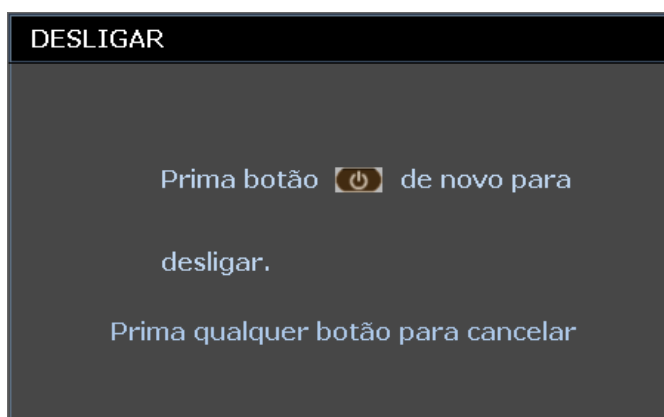 DESLIGAR
Prima botão de novo para
desligar.
Prima qualquer botão para cancelar